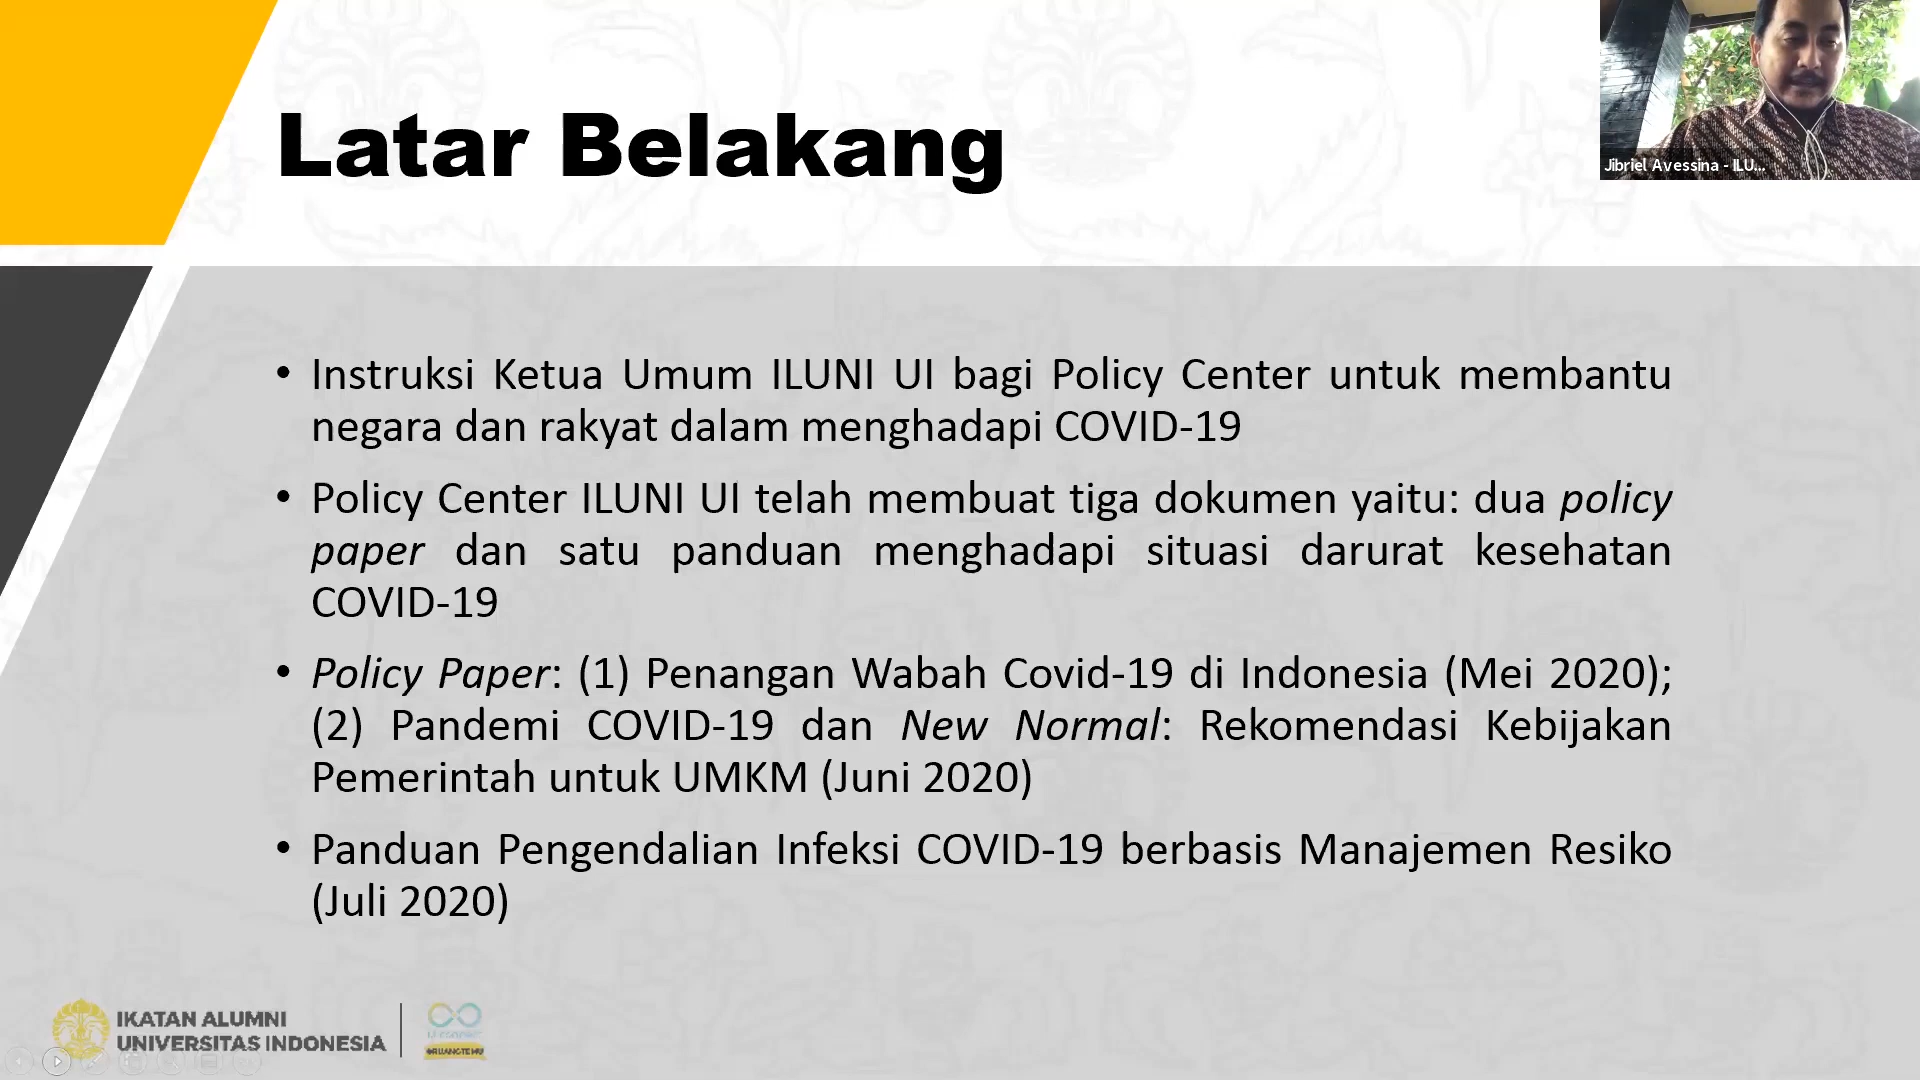 Latar Belakang
Jibriel Avessina - ILU...
• Instruksi Ketua Umum ILUNI UI bagi Policy Center untuk membantu
negara dan rakyat dalam menghadapi COVID-19
• Policy Center ILUNI UI telah membuat tiga dokumen yaitu: dua policy
paper dan satu panduan menghadapi situasi darurat kesehatan
COVID-19
• Policy Paper: (1) Penangan Wabah Covid-19 di Indonesia (Mei 2020);
(2) Pandemi COVID-19 dan New Normal: Rekomendasi Kebijakan
Pemerintah untuk UMKM (Juni 2020)
• Panduan Pengendalian Infeksi COVID-19 berbasis Manajemen Resiko
(Juli 2020)
IKATAN ALUMNI
UNIVERSITAS INDONESIA
#RUANGTEMU